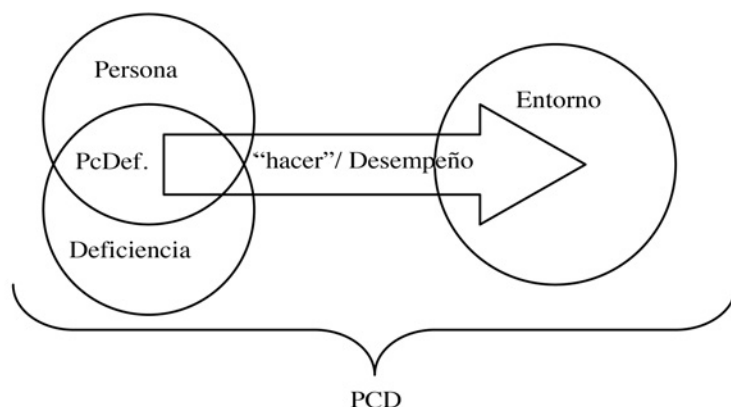 Persona
Entorno
PcDef.
“hacer”/ Desempeño
Deficiencia
PCD